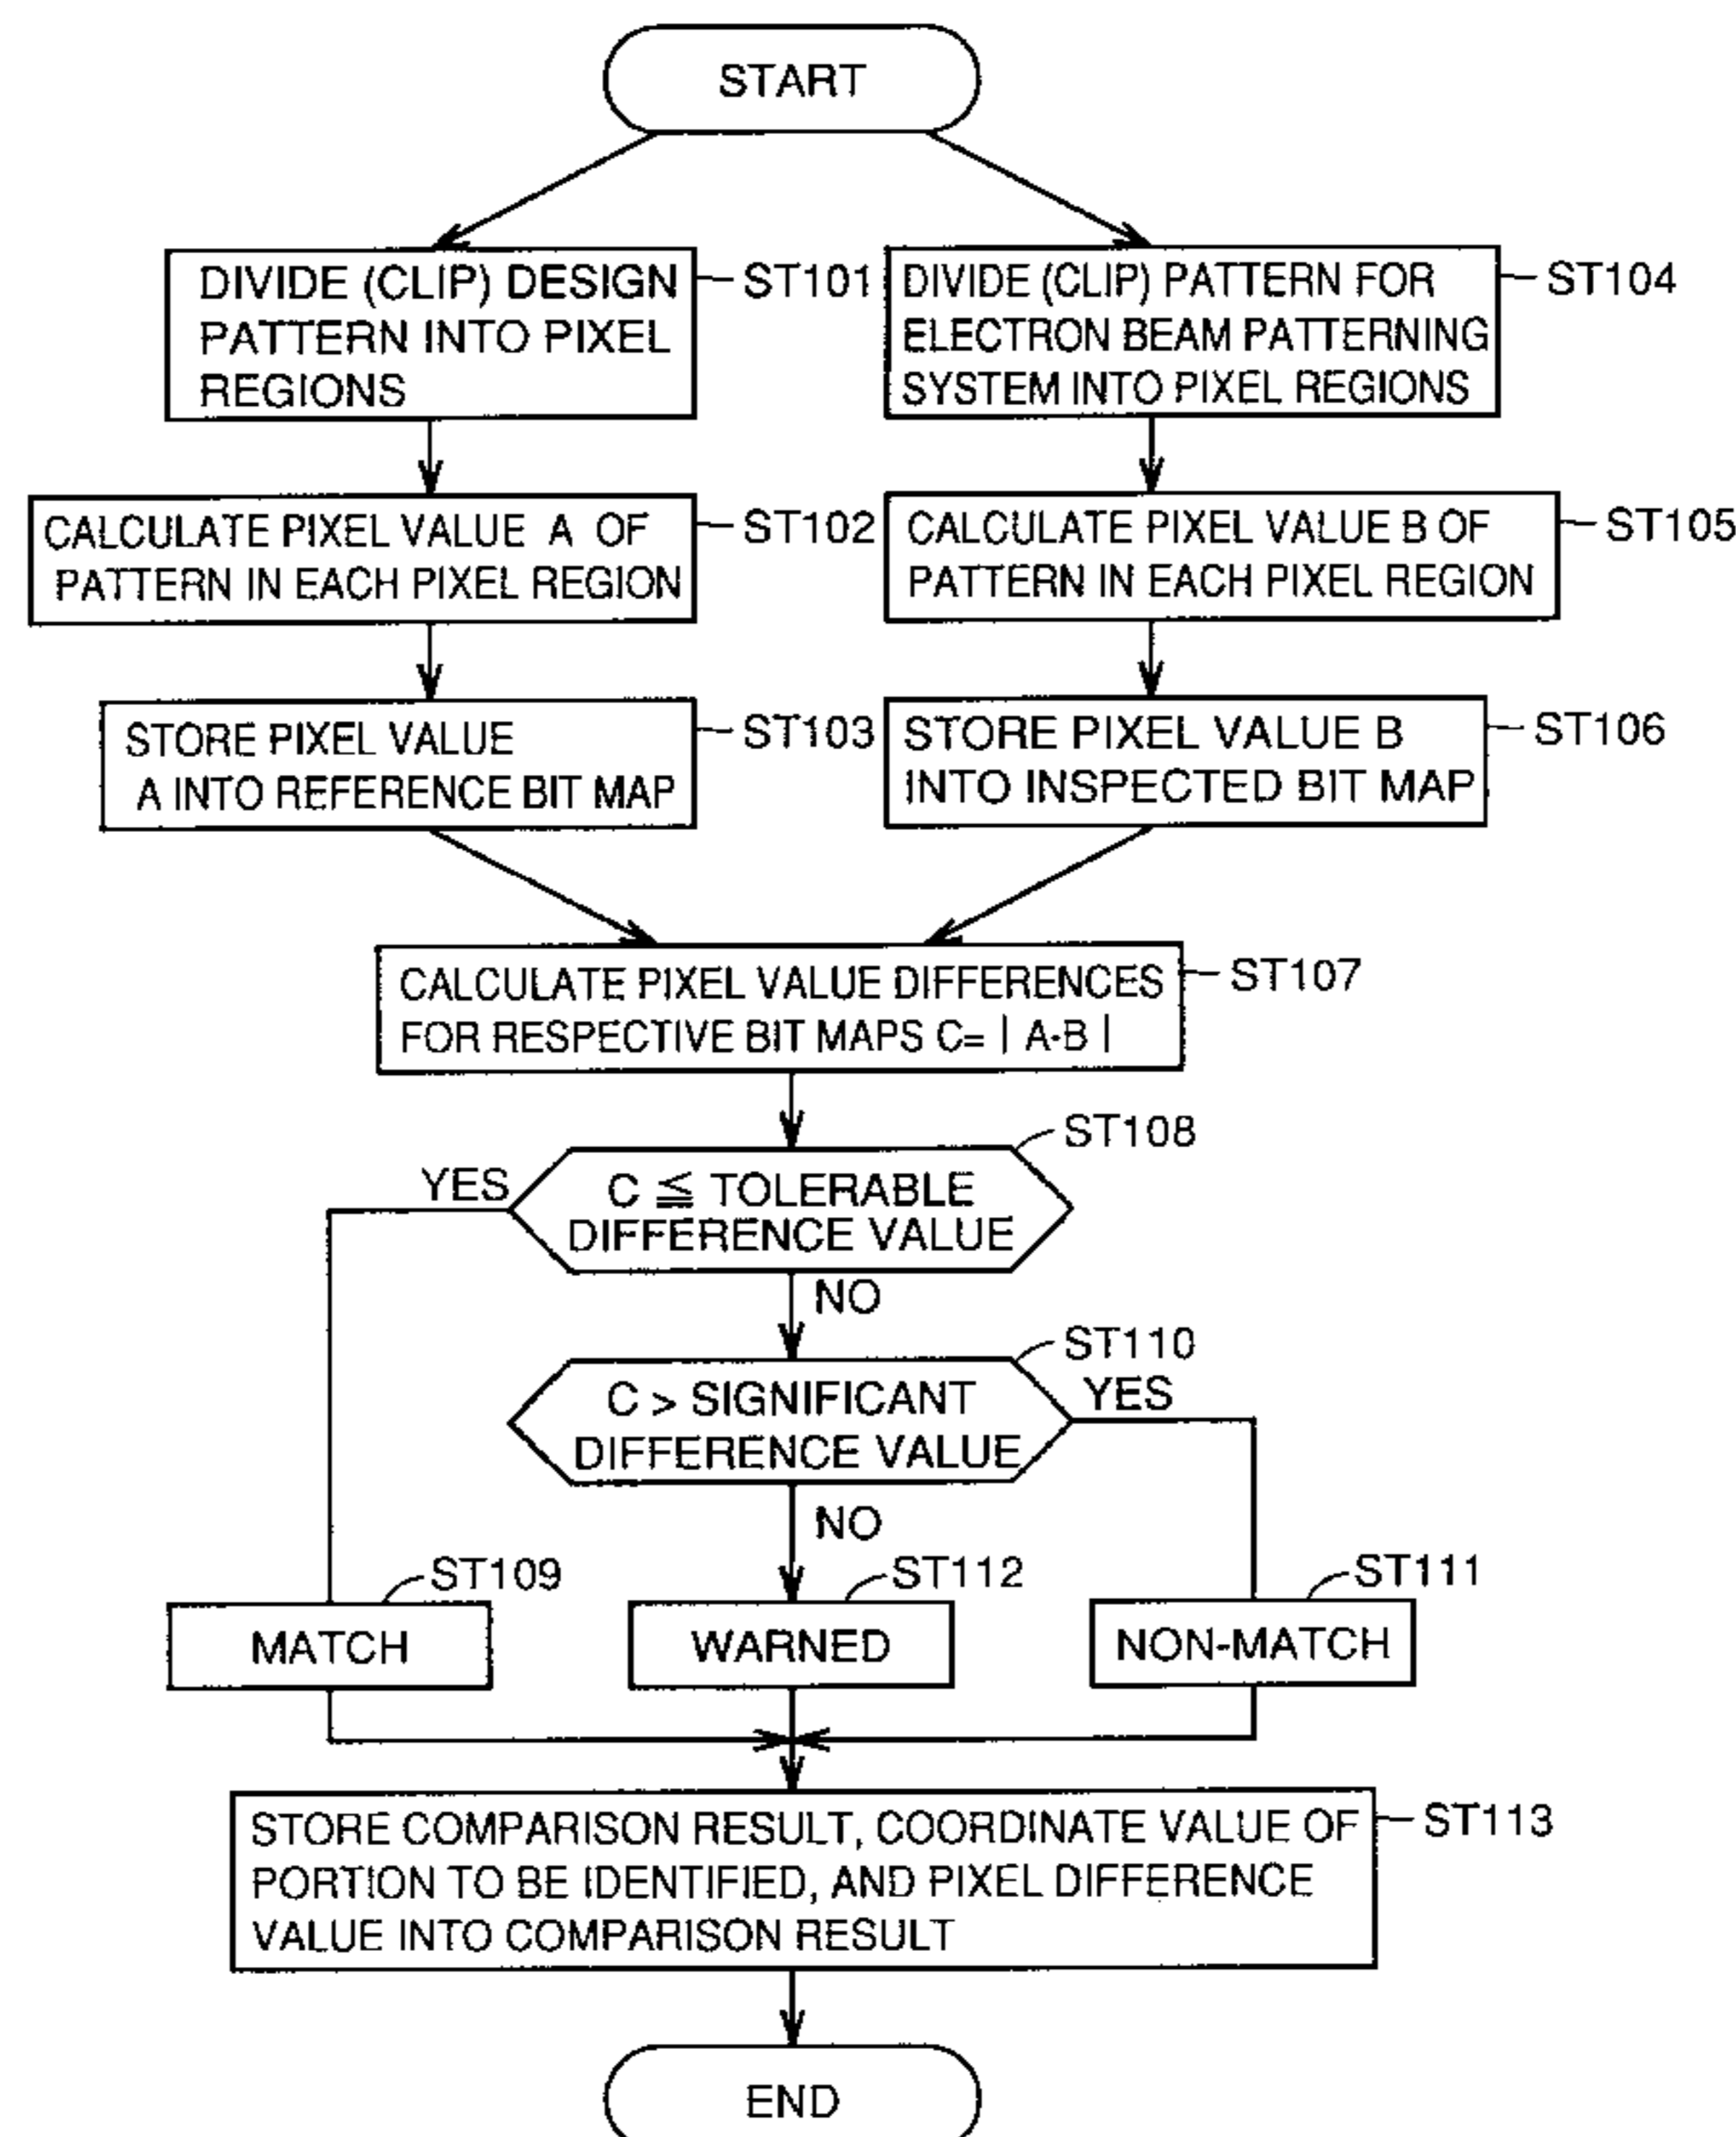 START
DIVIDE (CLIP) DESIGN
PATTERN INTO PIXEL
REGIONS
ST101
DIVIDE (CLIP) PATTERN FOR
ELECTRON BEAM PATTERNING
SYSTEM INTO PIXEL REGIONS
ST104
CALCULATE PIXEL VALUE A OF
PATTERN IN EACH PIXEL REGION
ST102
CALCULATE PIXEL VALUE B OF
PATTERN IN EACH PIXEL REGION
ST105
STORE PIXEL VALUE
A INTO REFERENCE BIT MAP
ST103
STORE PIXEL VALUE B
INTO INSPECTED BIT MAP
ST106
CALCULATE PIXEL VALUE DIFFERENCES
FOR RESPECTIVE BIT MAPS C= | A-B |
ST107
ST108
YES
C ≦ TOLERABLE
DIFFERENCE VALUE
NO
ST110
C > SIGNIFICANT
DIFFERENCE VALUE
YES
NO
ST109
MATCH
ST112
WARNED
ST111
NON-MATCH
STORE COMPARISON RESULT, COORDINATE VALUE OF
PORTION TO BE IDENTIFIED, AND PIXEL DIFFERENCE
VALUE INTO COMPARISON RESULT
ST113
END